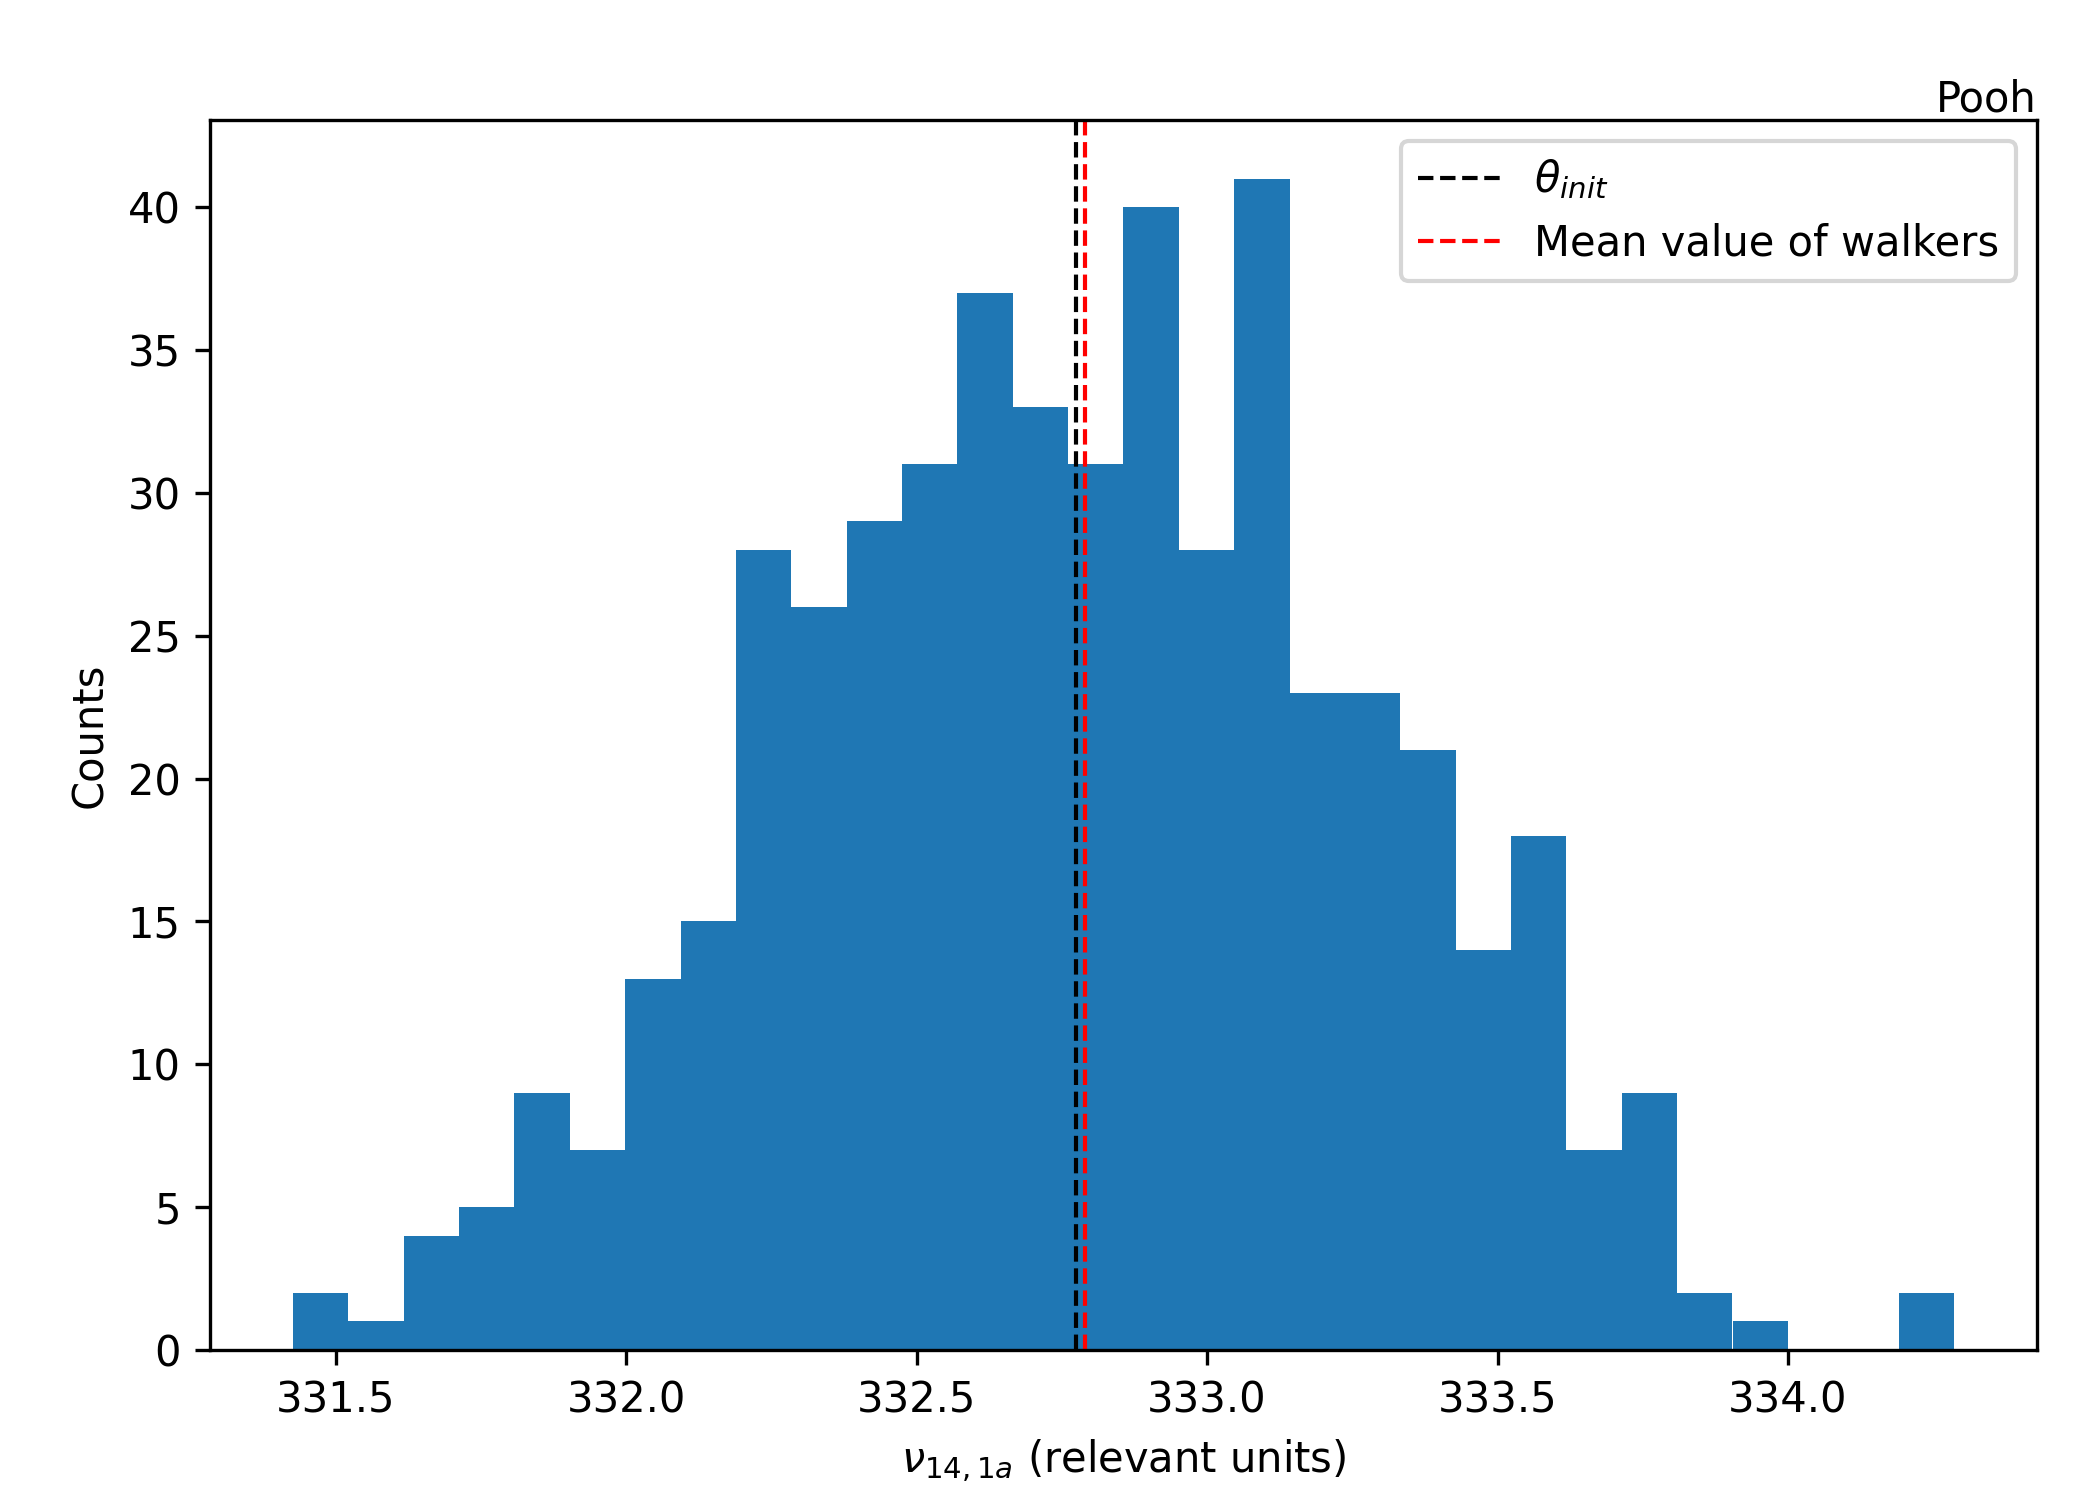 Pooh
θinit
Mean value of walkers
40
35
30
25
20
15
10
5
0
Counts
331.5 332.0 332.5 333.0 333.5 334.0
ν14,1a (relevant units)